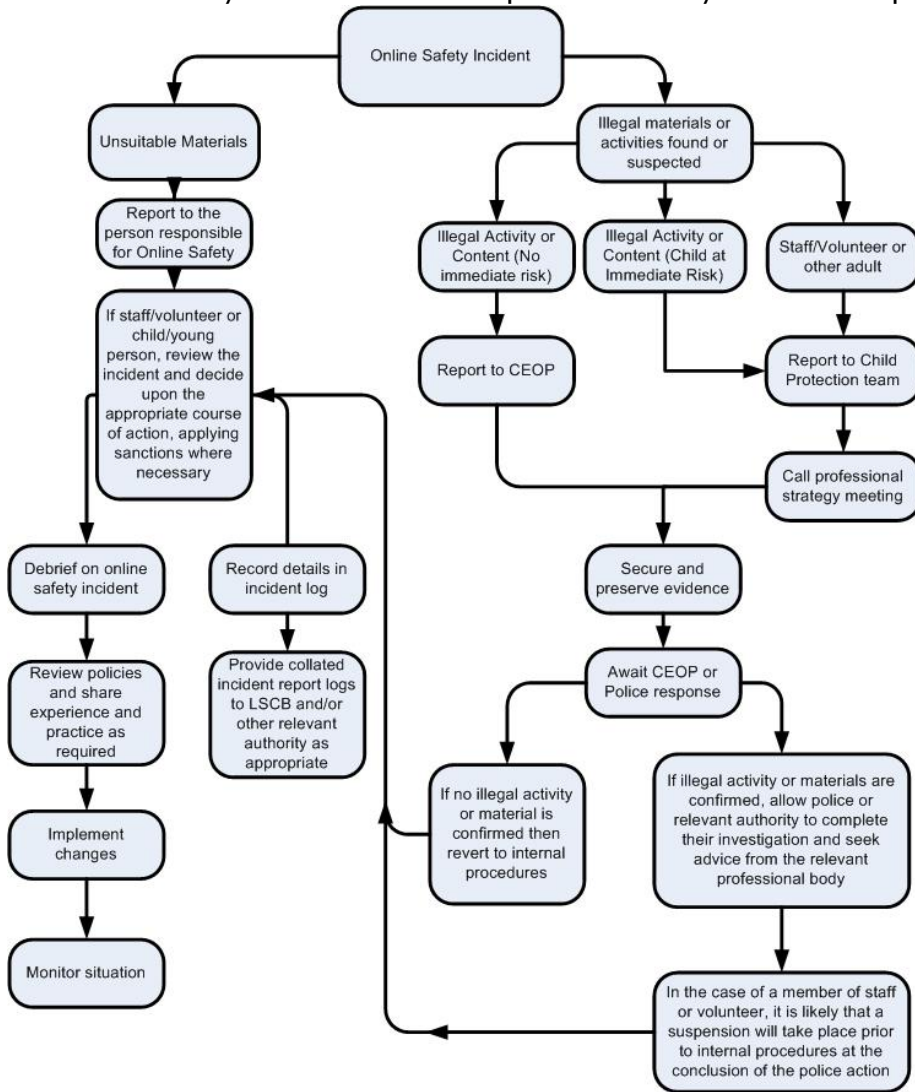 Online Safety Incident
Unsuitable Materials
Report to the
person responsible
for Online Safety
If staff/volunteer or
child/young
person, review the
incident and decide
upon the
appropriate course
of action, applying
sanctions where
necessary
Debrief on online
safety incident
Review policies
and share
experience and
practice as
required
Implement
changes
Monitor situation
Record details in
incident log
Provide collated
incident report logs
to LSCB and/or
other relevant
authority as
appropriate
Illegal materials or
activities found or
suspected
Illegal Activity or
Content (No
immediate risk)
Illegal Activity or
Content (Child at
Immediate Risk)
Staff/Volunteer or
other adult
Report to CEOP
Report to Child
Protection team
Call professional
strategy meeting
Secure and
preserve evidence
Await CEOP or
Police response
If no illegal activity
or material is
confirmed then
revert to internal
procedures
If illegal activity or materials are
confirmed, allow police or
relevant authority to complete
their investigation and seek
advice from the relevant
professional body
In the case of a member of staff
or volunteer, it is likely that a
suspension will take place prior
to internal procedures at the
conclusion of the police action